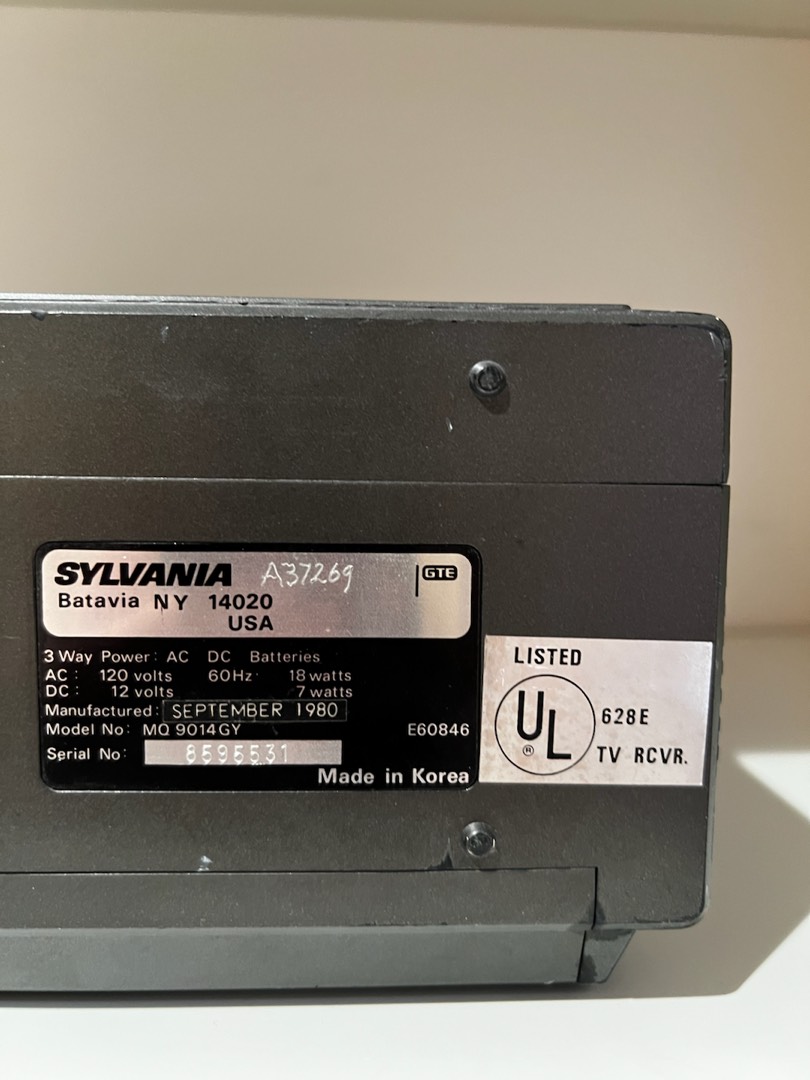 SYLVANIA A37269 GTE
Batavia NY 14020
USA
3 Way Power: AC DC Batteries
AC: 120 volts 60Hz 18 watts
DC: 12 volts 7 watts
Manufactured: SEPTEMBER 1980
Model No: MQ 9014GY E60846
Serial No: 8595531
Made in Korea
LISTED
UL
®
628E
TV RCVR.